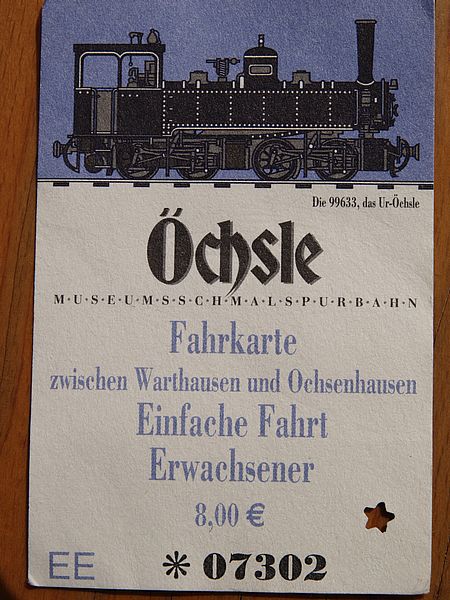 Die 99633, das Ur-Öchsle
Öchsle
M·U·S·E·U·M·S·S·C·H·M·A·L·S·P·U·R·B·A·H·N
Fahrkarte
zwischen Warthausen und Ochsenhausen
Einfache Fahrt
Erwachsener
8,00 €
EE ✻ 07302